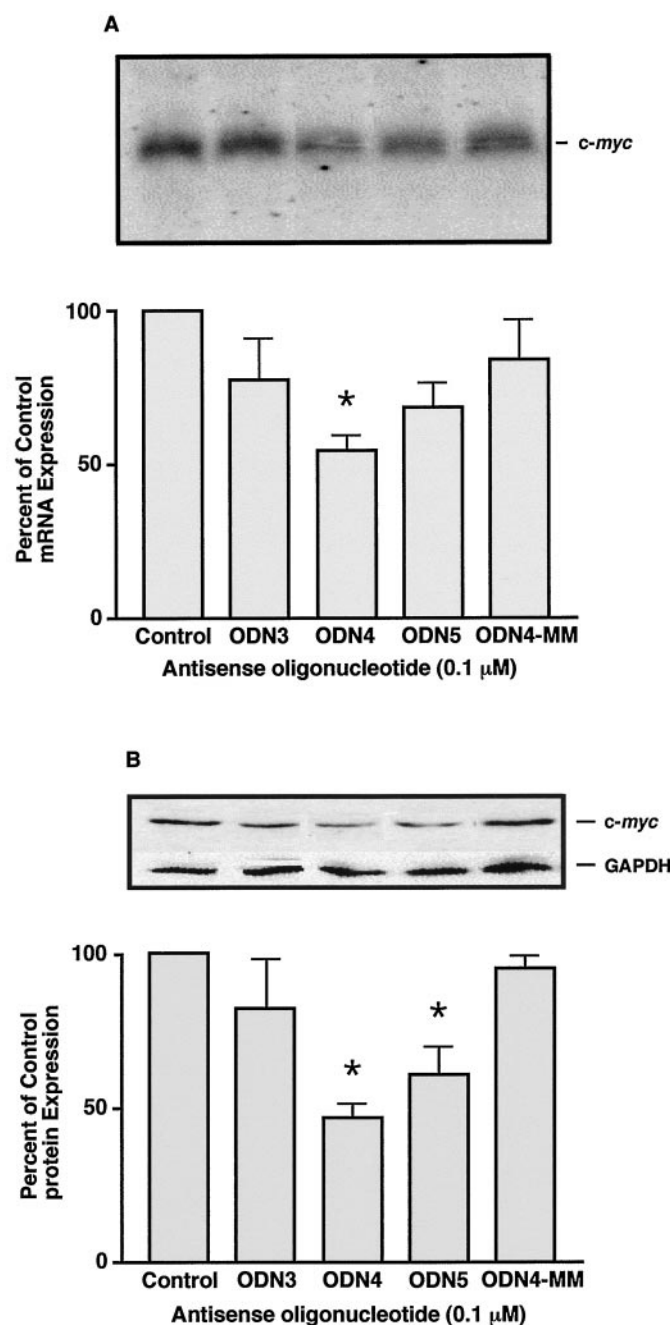 A
c-myc
100
50
0
Percent of Control
mRNA Expression
*
Control ODN3 ODN4 ODN5 ODN4-MM
Antisense oligonucleotide (0.1 μM)
B
c-myc
GAPDH
100
50
0
Percent of Control
protein Expression
*
*
Control ODN3 ODN4 ODN5 ODN4-MM
Antisense oligonucleotide (0.1 μM)